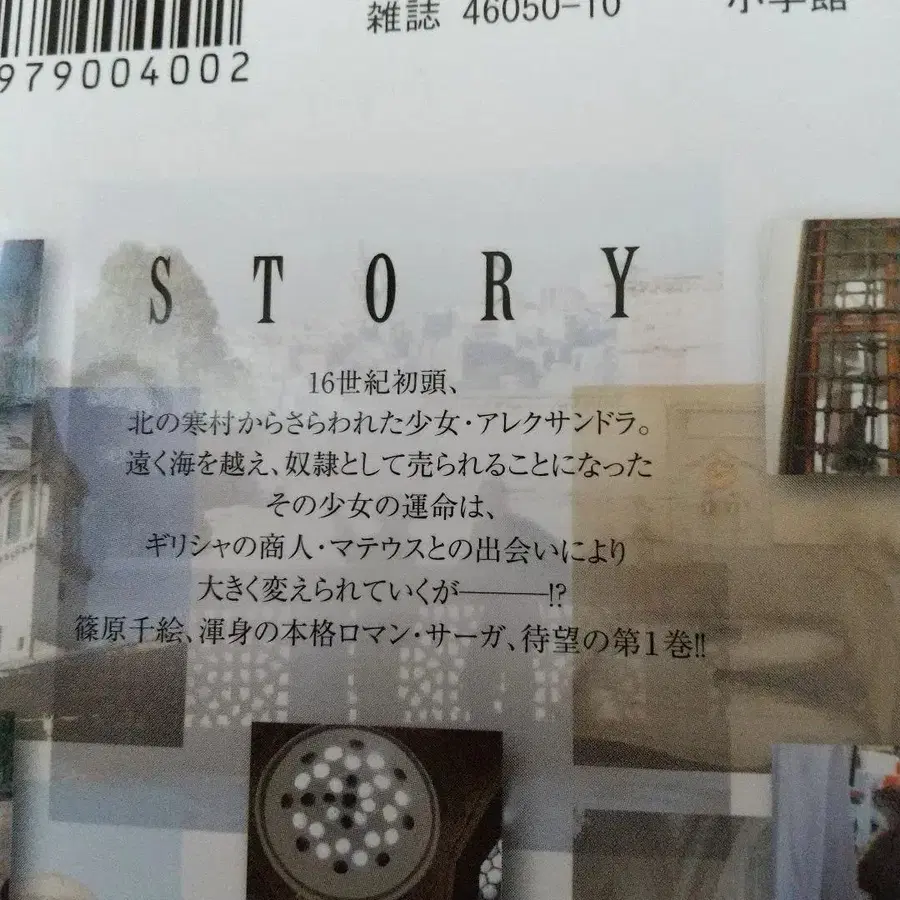 979004002
雑誌 46050-10
小学館
STORY
16世紀初頭、
北の寒村からさらわれた少女・アレクサンドラ。
遠く海を越え、奴隷として売られることになった
その少女の運命は、
ギリシャの商人・マテウスとの出会いにより
大きく変えられていくが―――!?
篠原千絵、渾身の本格ロマン・サーガ、待望の第1巻!!